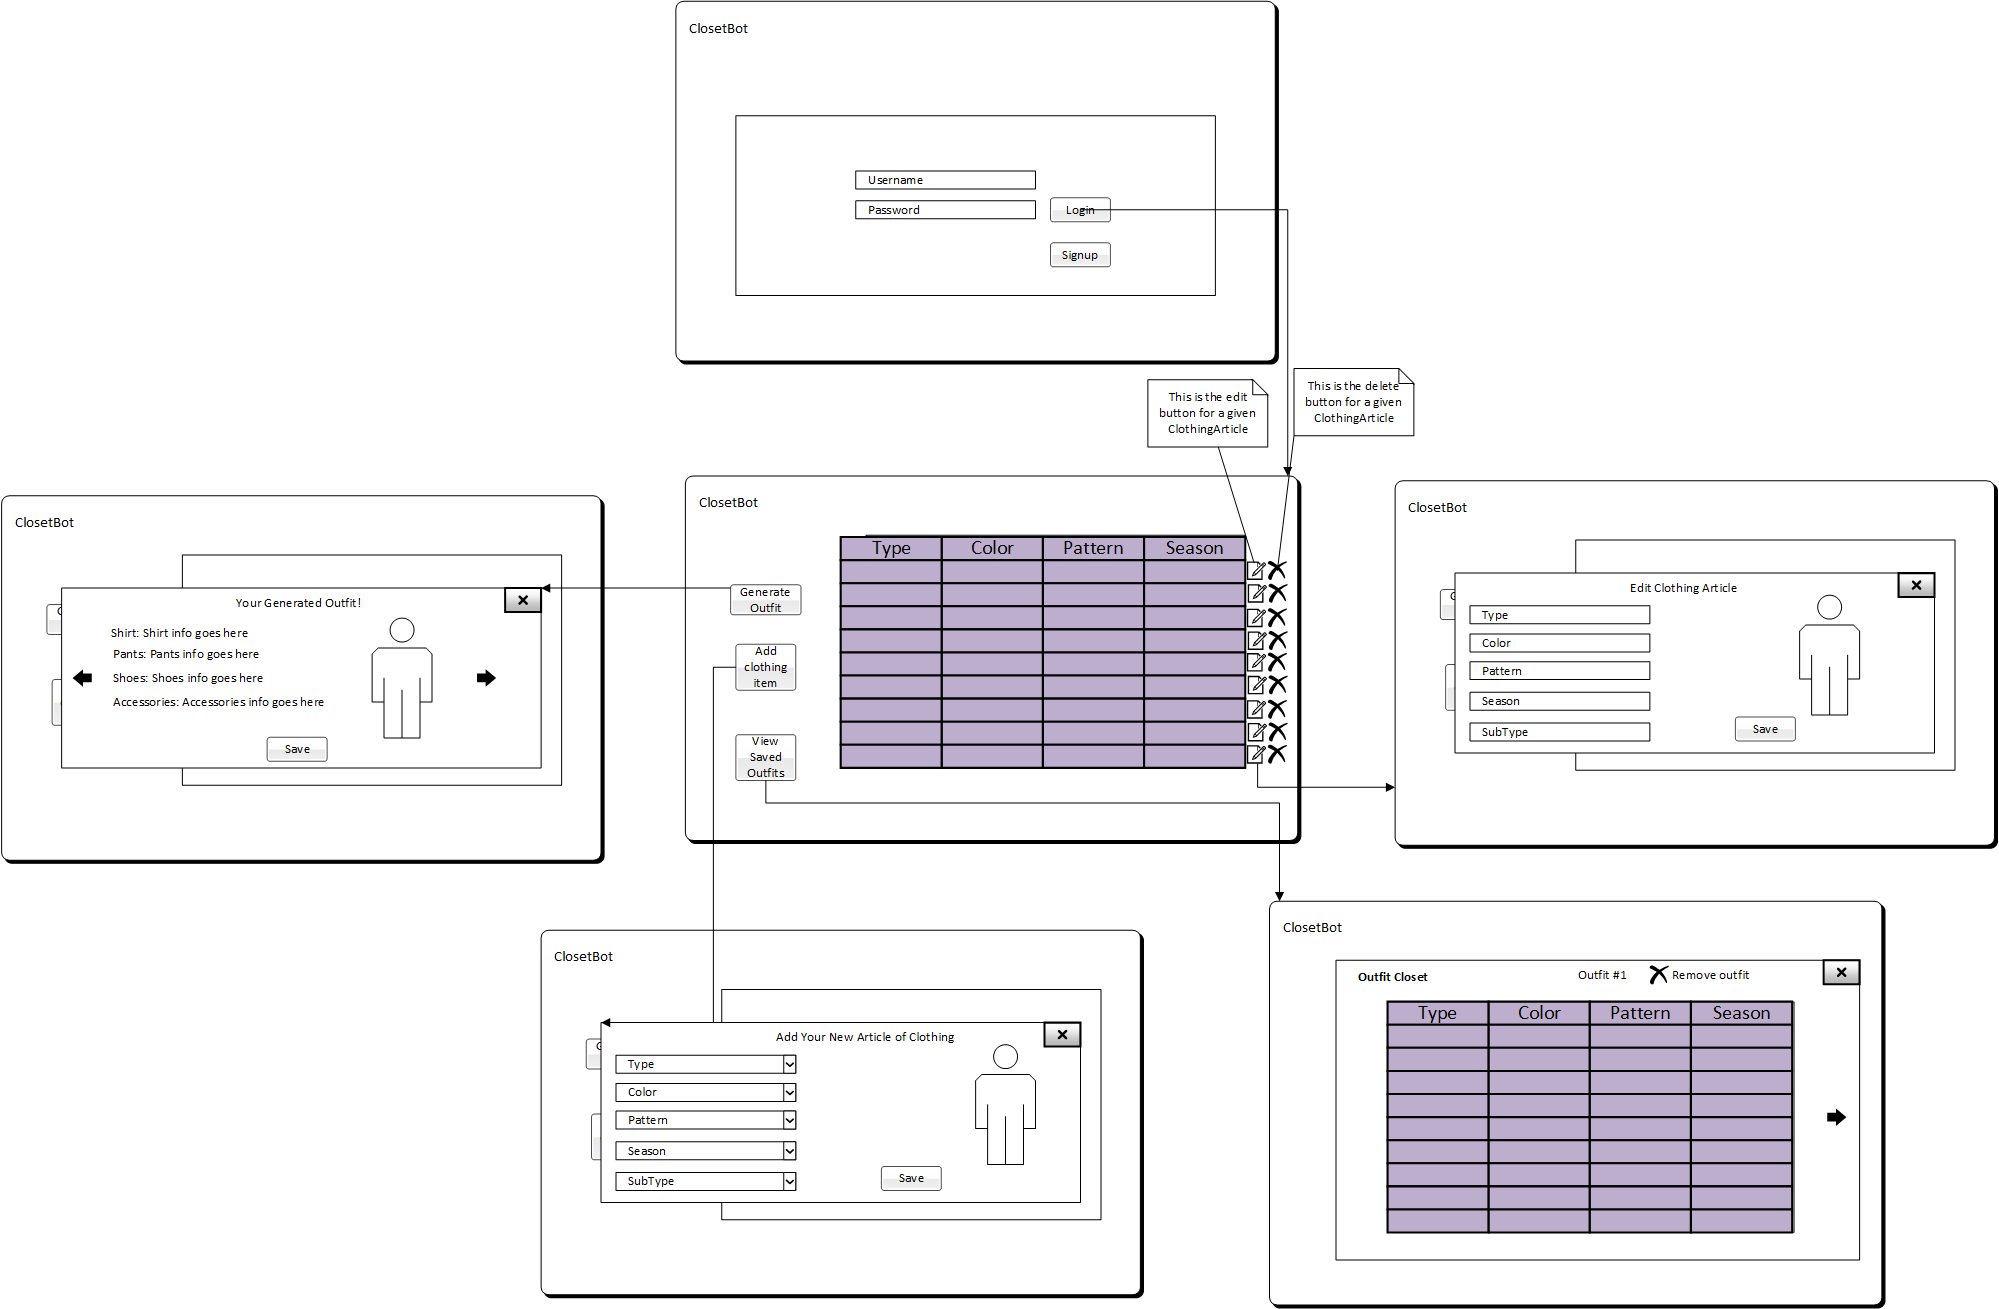 ClosetBot
Username
Password
Login
Signup
This is the edit
button for a given
ClothingArticle
This is the delete
button for a given
ClothingArticle
ClosetBot
Your Generated Outfit!
Shirt: Shirt info goes here
Pants: Pants info goes here
Shoes: Shoes info goes here
Accessories: Accessories info goes here
Save
ClosetBot
Type Color Pattern Season
Generate
Outfit
Add
clothing
item
View
Saved
Outfits
ClosetBot
Edit Clothing Article
Type
Color
Pattern
Season
SubType
Save
ClosetBot
Add Your New Article of Clothing
Type
Color
Pattern
Season
SubType
Save
ClosetBot
Outfit Closet Outfit #1 Remove outfit
Type Color Pattern Season